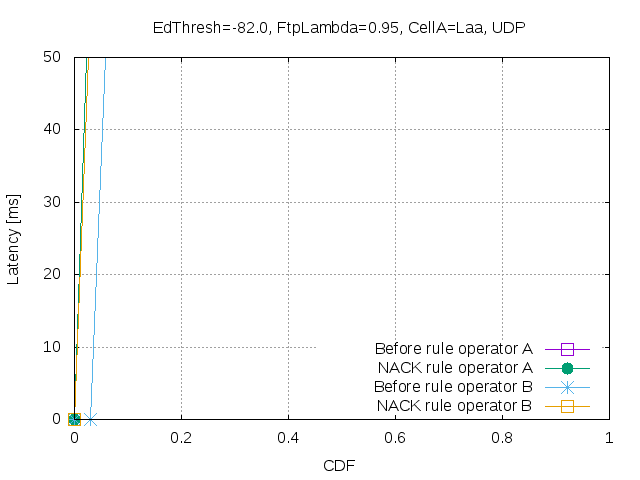 EdThresh=-82.0, FtpLambda=0.95, CellA=Laa, UDP
50
40
30
20
10
0
Latency [ms]
Before rule operator A
NACK rule operator A
Before rule operator B
NACK rule operator B
0 0.2 0.4 0.6 0.8 1
CDF